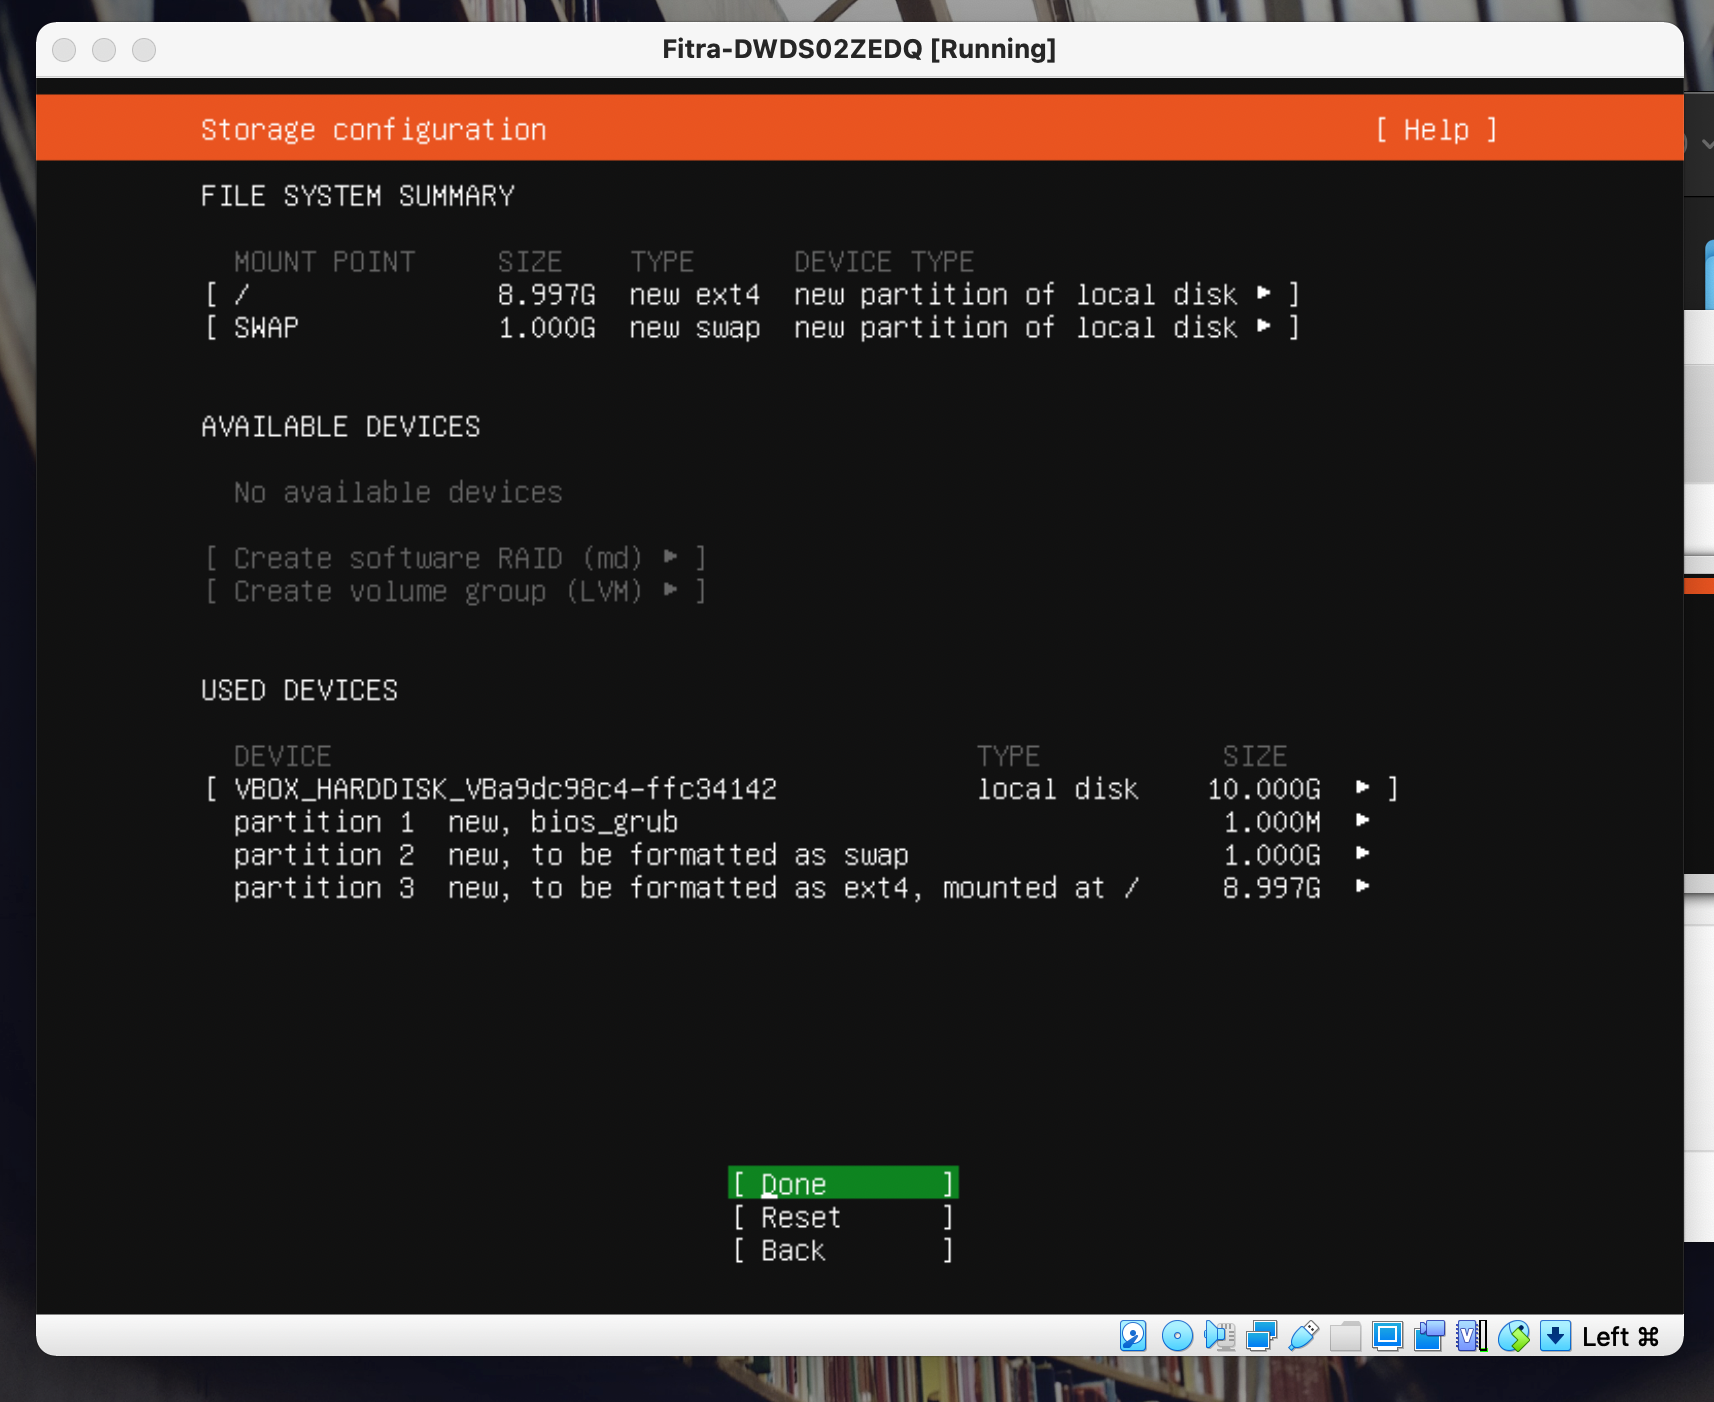 Fitra-DWDS02ZEDQ [Running]
Storage configuration [ Help ]
FILE SYSTEM SUMMARY
MOUNT POINT SIZE TYPE DEVICE TYPE
[ / 8.997G new ext4 new partition of local disk ▸ ]
[ SWAP 1.000G new swap new partition of local disk ▸ ]
AVAILABLE DEVICES
No available devices
[ Create software RAID (md) ▸ ]
[ Create volume group (LVM) ▸ ]
USED DEVICES
DEVICE TYPE SIZE
[ VBOX_HARDDISK_VBa9dc98c4-ffc34142 local disk 10.000G ▸ ]
partition 1 new, bios_grub 1.000M ▸
partition 2 new, to be formatted as swap 1.000G ▸
partition 3 new, to be formatted as ext4, mounted at / 8.997G ▸
[ Done ]
[ Reset ]
[ Back ]
Left ⌘